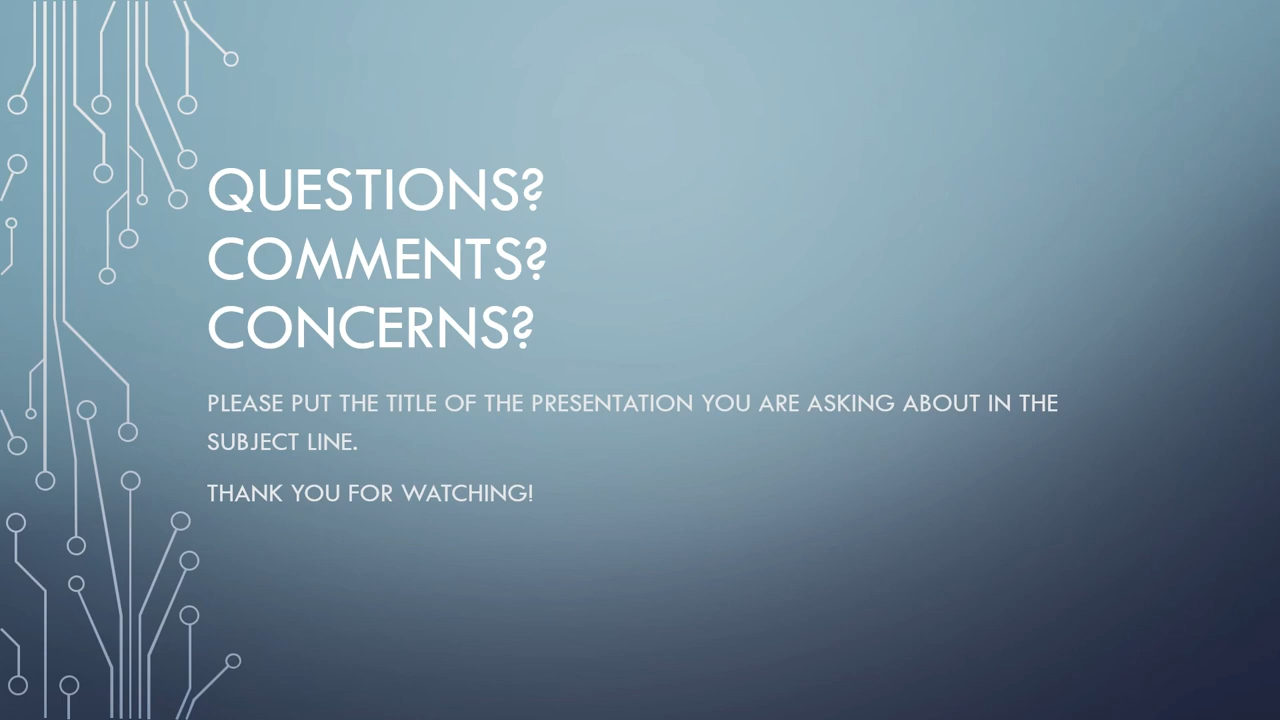 QUESTIONS?
COMMENTS?
CONCERNS?
PLEASE PUT THE TITLE OF THE PRESENTATION YOU ARE ASKING ABOUT IN THE
SUBJECT LINE.
THANK YOU FOR WATCHING!